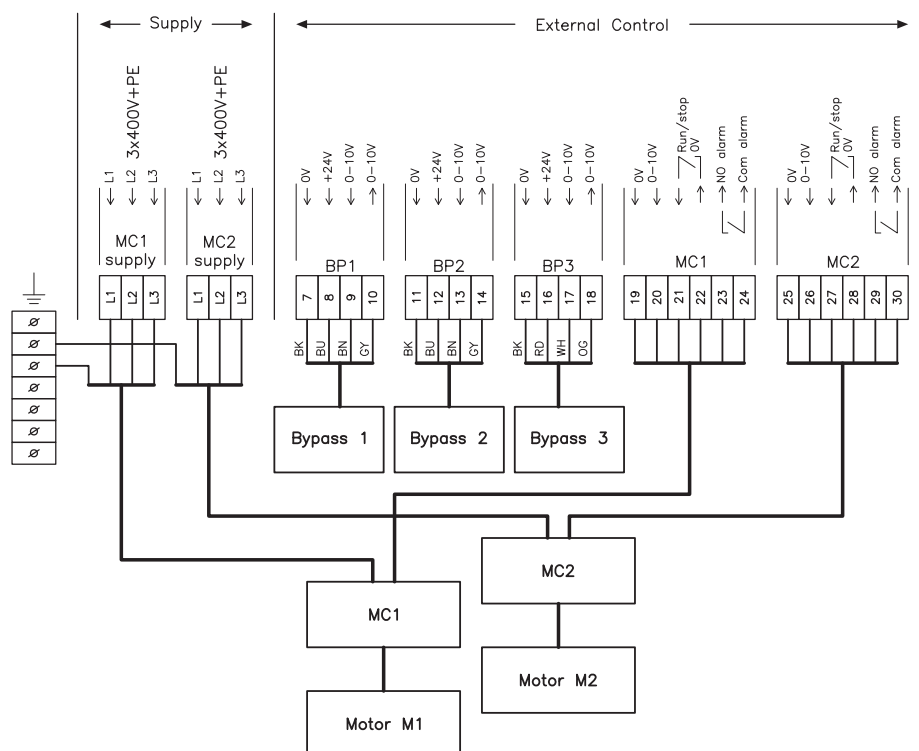 Supply
External Control
L1
L2
L3
3x400V+PE
L1
L2
L3
3x400V+PE
0V
+24V
0-10V
0-10V
0V
+24V
0-10V
0-10V
0V
+24V
0-10V
0-10V
0V
0-10V
Run/stop
0V
NO alarm
Com alarm
0V
0-10V
Run/stop
0V
NO alarm
Com alarm
MC1
supply
MC2
supply
BP1
BP2
BP3
MC1
MC2
L1
L2
L3
L1
L2
L3
7
8
9
10
11
12
13
14
15
16
17
18
19
20
21
22
23
24
25
26
27
28
29
30
BK
BU
BN
GY
BK
BU
BN
GY
BK
RD
WH
OG
Bypass 1
Bypass 2
Bypass 3
MC2
MC1
Motor M2
Motor M1